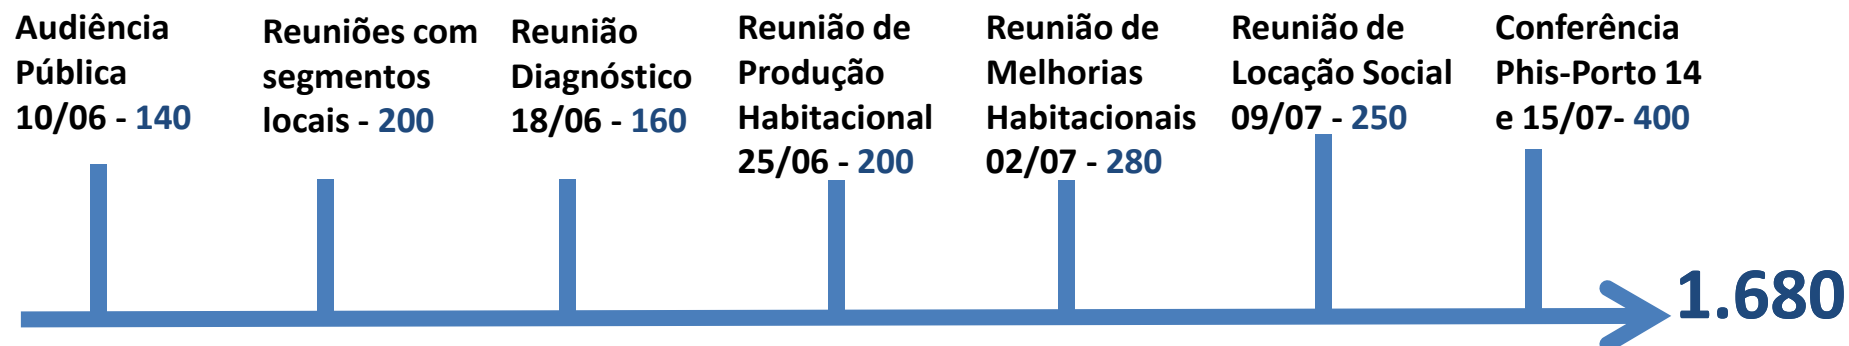 Audiência
Pública
10/06 - 140
Reuniões com
segmentos
locais - 200
Reunião
Diagnóstico
18/06 - 160
Reunião de
Produção
Habitacional
25/06 - 200
Reunião de
Melhorias
Habitacionais
02/07 - 280
Reunião de
Locação Social
09/07 - 250
Conferência
Phis-Porto 14
e 15/07- 400
1.680